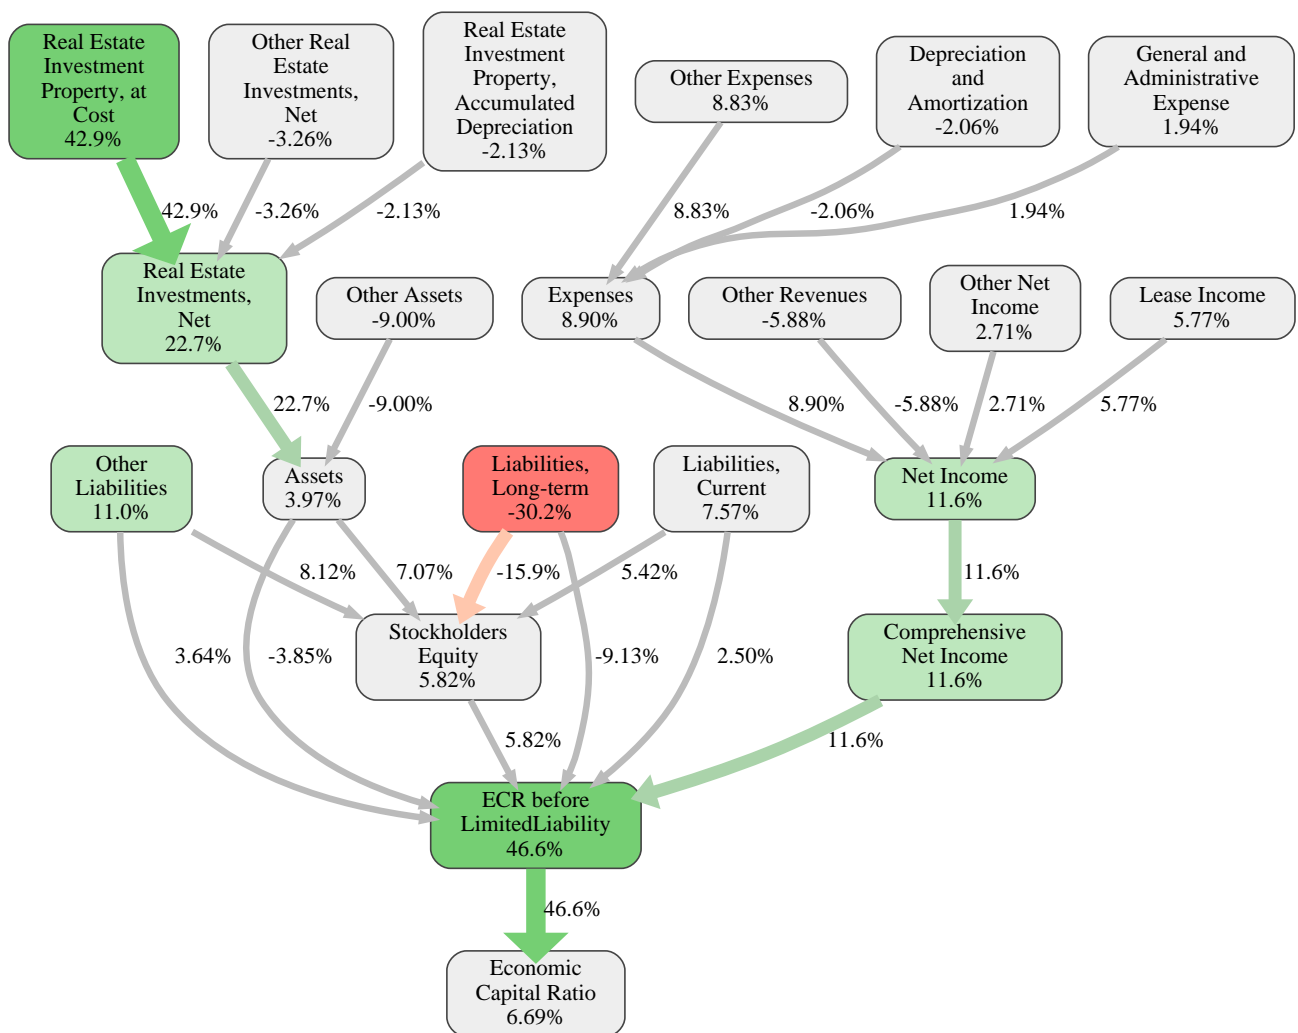 Real Estate
Investment
Property, at
Cost
42.9%
Other Real
Estate
Investments,
Net
-3.26%
Real Estate
Investment
Property,
Accumulated
Depreciation
-2.13%
Other Expenses
8.83%
Depreciation
and
Amortization
-2.06%
General and
Administrative
Expense
1.94%
42.9%
-3.26%
-2.13%
8.83%
-2.06%
1.94%
Real Estate
Investments,
Net
22.7%
Other Assets
-9.00%
Expenses
8.90%
Other Revenues
-5.88%
Other Net
Income
2.71%
Lease Income
5.77%
22.7%
-9.00%
8.90%
-5.88%
2.71%
5.77%
Other
Liabilities
11.0%
Assets
3.97%
Liabilities,
Long-term
-30.2%
Liabilities,
Current
7.57%
Net Income
11.6%
8.12%
7.07%
-15.9%
5.42%
11.6%
3.64%
-3.85%
Stockholders
Equity
5.82%
-9.13%
2.50%
Comprehensive
Net Income
11.6%
5.82%
11.6%
ECR before
LimitedLiability
46.6%
46.6%
Economic
Capital Ratio
6.69%